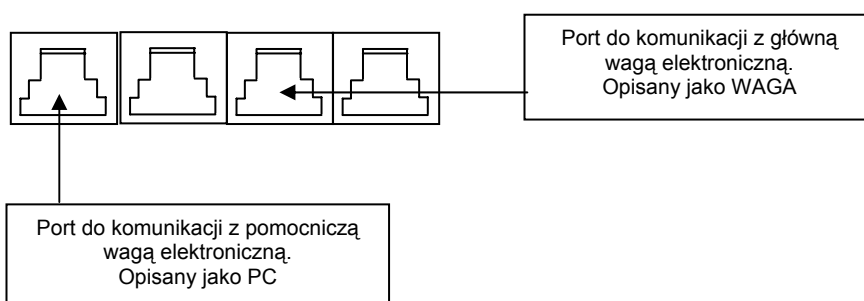 Port do komunikacji z główną
wagą elektroniczną.
Opisany jako WAGA
Port do komunikacji z pomocniczą
wagą elektroniczną.
Opisany jako PC